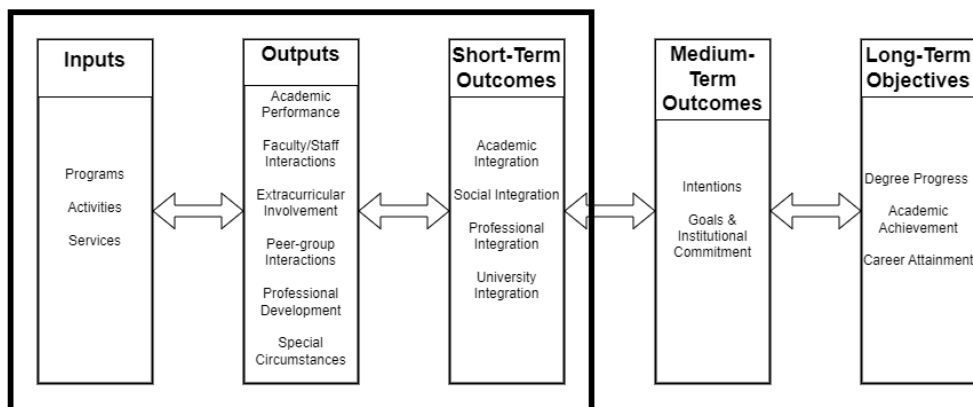 Inputs
Programs
Activities
Services
Outputs
Academic
Performance
Faculty/Staff
Interactions
Extracurricular
Involvement
Peer-group
Interactions
Professional
Development
Special
Circumstances
Short-Term
Outcomes
Academic
Integration
Social Integration
Professional
Integration
University
Integration
Medium-
Term
Outcomes
Intentions
Goals &
Institutional
Commitment
Long-Term
Objectives
Degree Progress
Academic
Achievement
Career Attainment